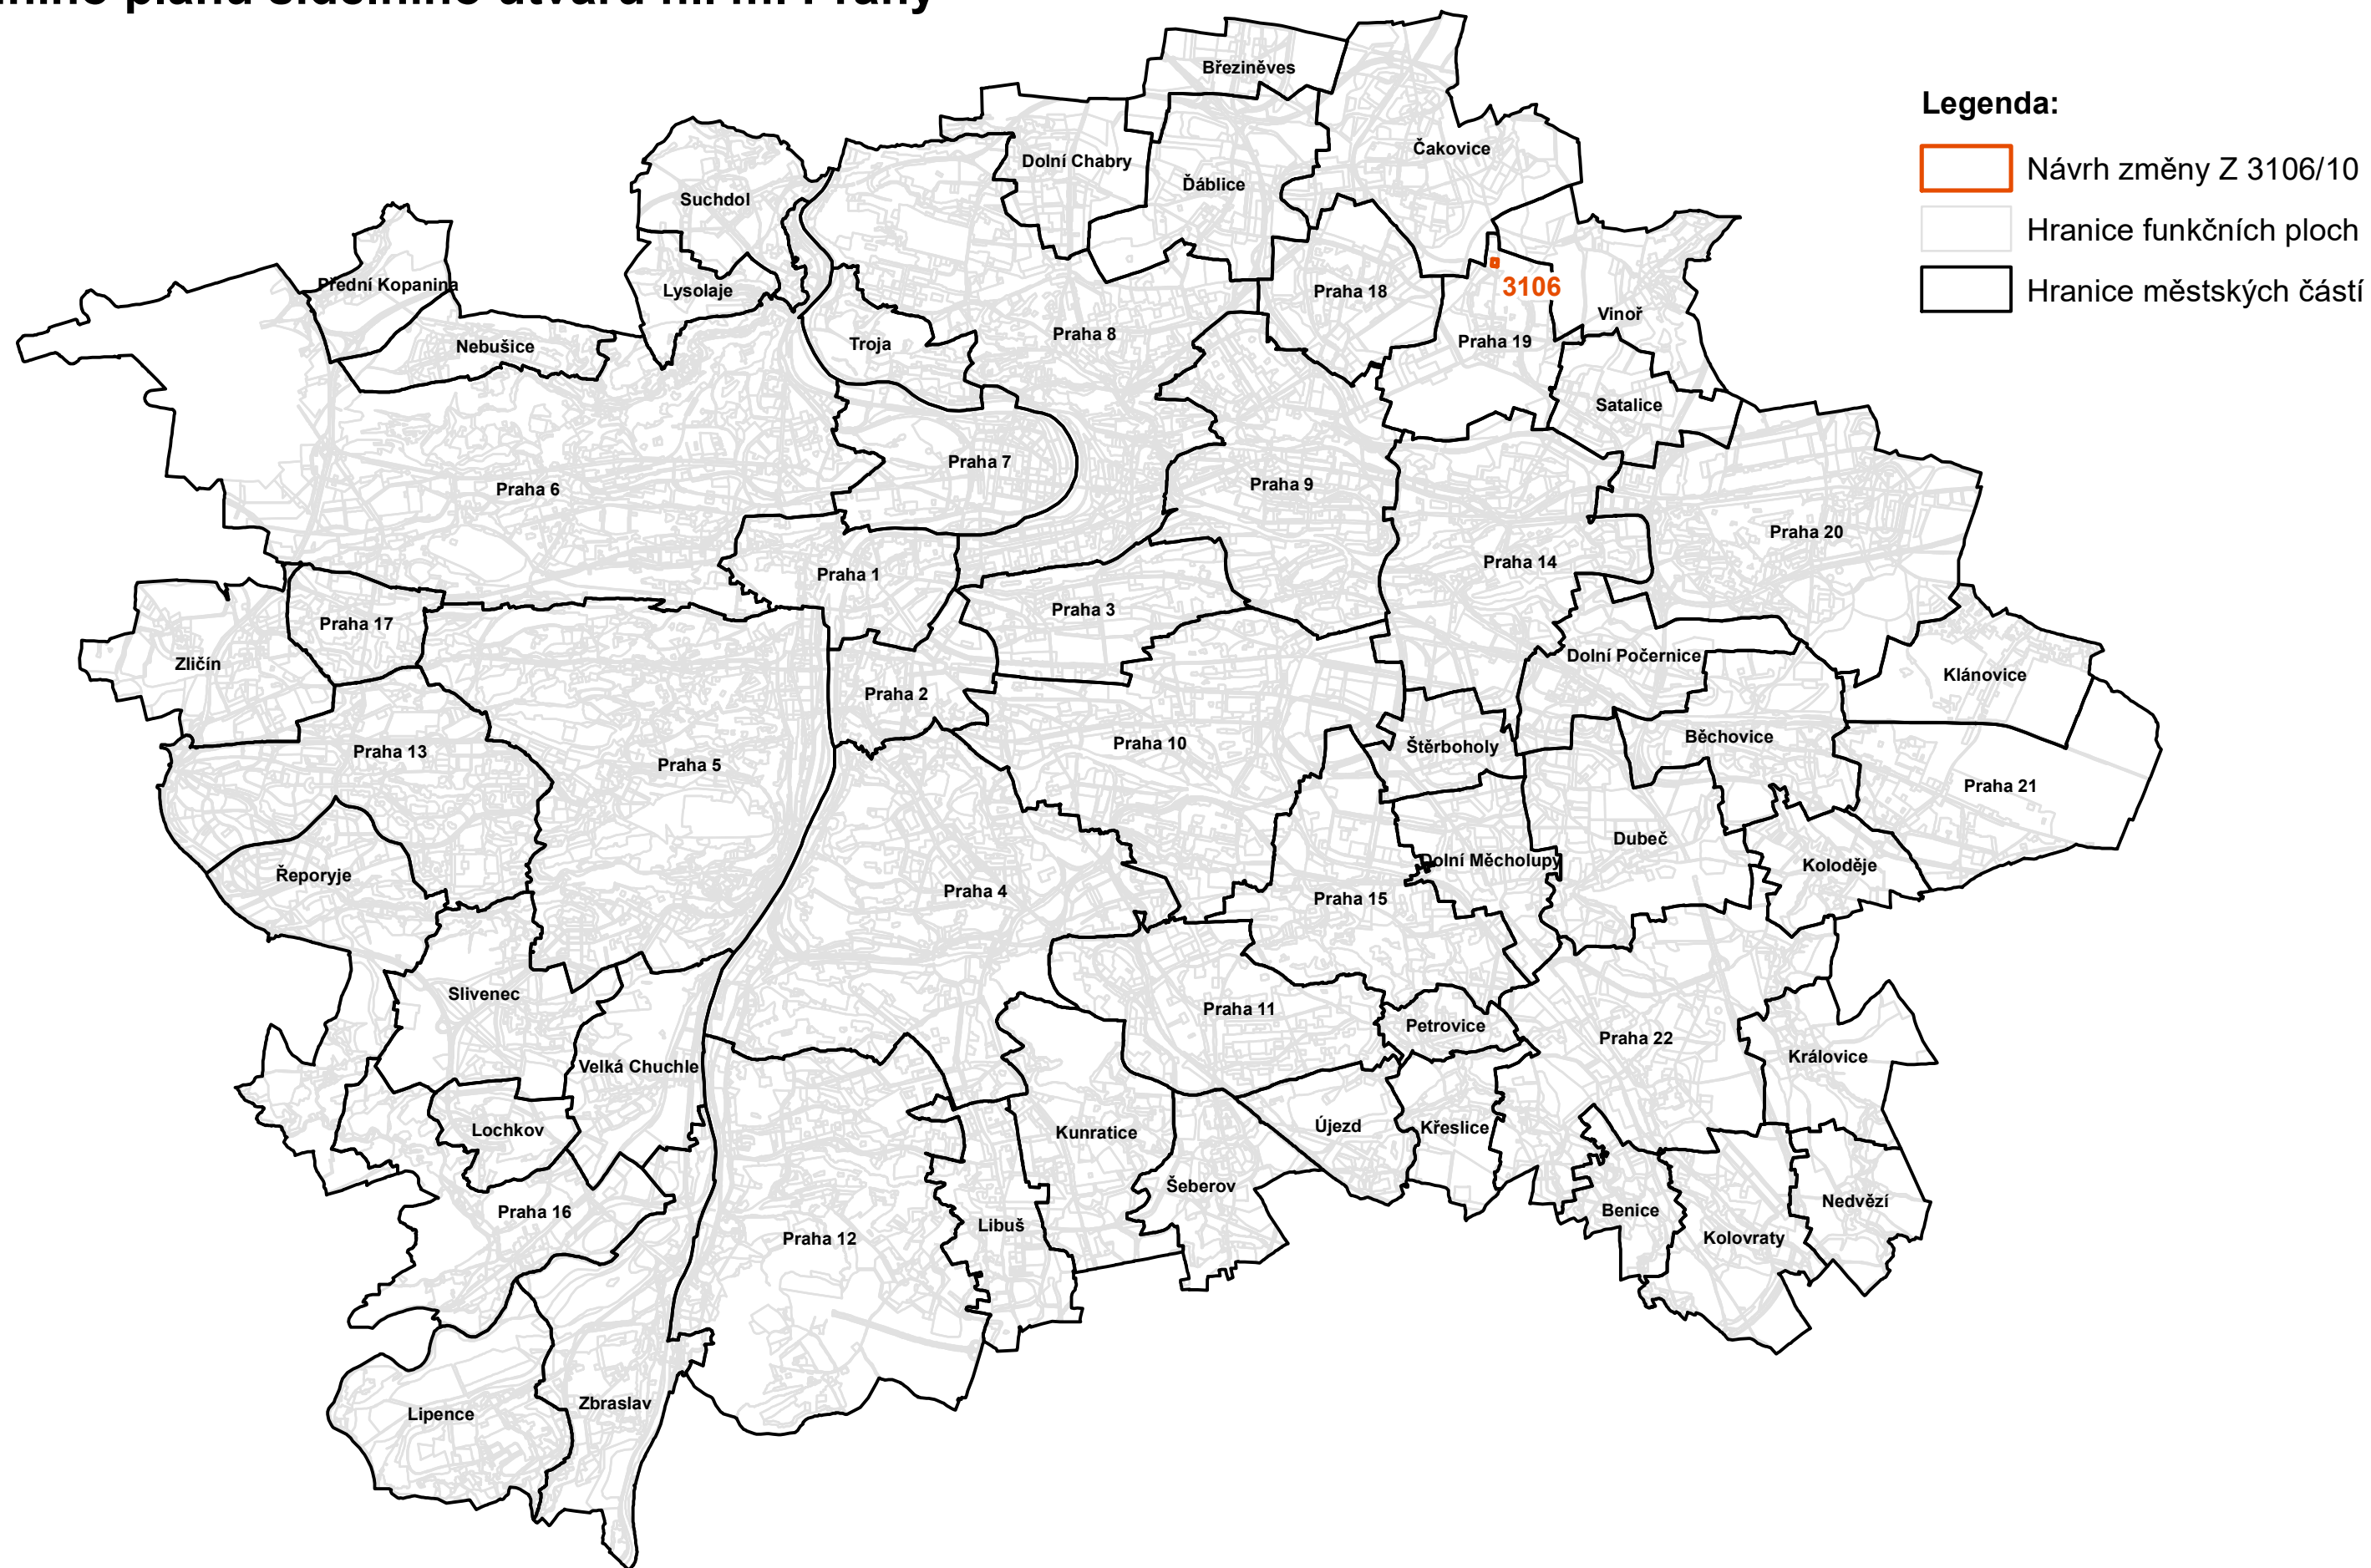 plánu sídelního útvaru hl. m. Prahy
Legenda:
Návrh změny Z 3106/10
Hranice funkčních ploch
Hranice městských částí
Březiněves
Čakovice
Dolní Chabry
Ďáblice
Suchdol
Přední Kopanina
Lysolaje
Praha 18
3106
Vinoř
Nebušice
Troja
Praha 8
Praha 19
Satalice
Praha 7
Praha 6
Praha 9
Praha 20
Praha 14
Praha 1
Praha 3
Praha 17
Zličín
Dolní Počernice
Klánovice
Praha 2
Praha 13
Praha 5
Praha 10
Štěrboholy
Běchovice
Praha 21
Dubeč
Řeporyje
Praha 4
Dolní Měcholupy
Koloděje
Praha 15
Slivenec
Praha 11
Petrovice
Praha 22
Královice
Velká Chuchle
Lochkov
Kunratice
Újezd
Křeslice
Šeberov
Praha 16
Praha 12
Libuš
Benice
Nedvězí
Kolovraty
Lipence
Zbraslav